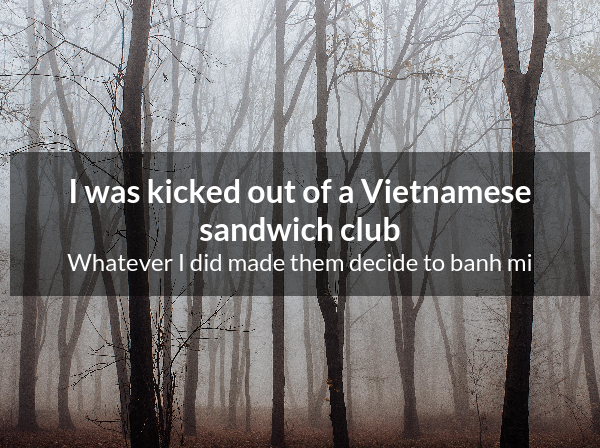 I was kicked out of a Vietnamese
sandwich club
Whatever I did made them decide to banh mi